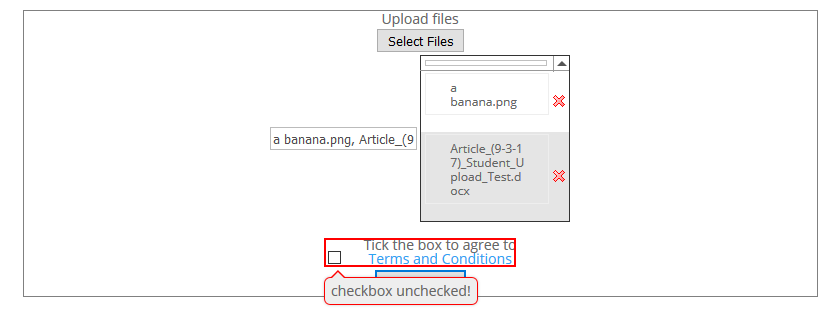 Upload files
Select Files
a
banana.png
a banana.png, Article_(9
Article_(9-3-1
7)_Student_U
pload_Test.d
ocx
Tick the box to agree to
Terms and Conditions
checkbox unchecked!